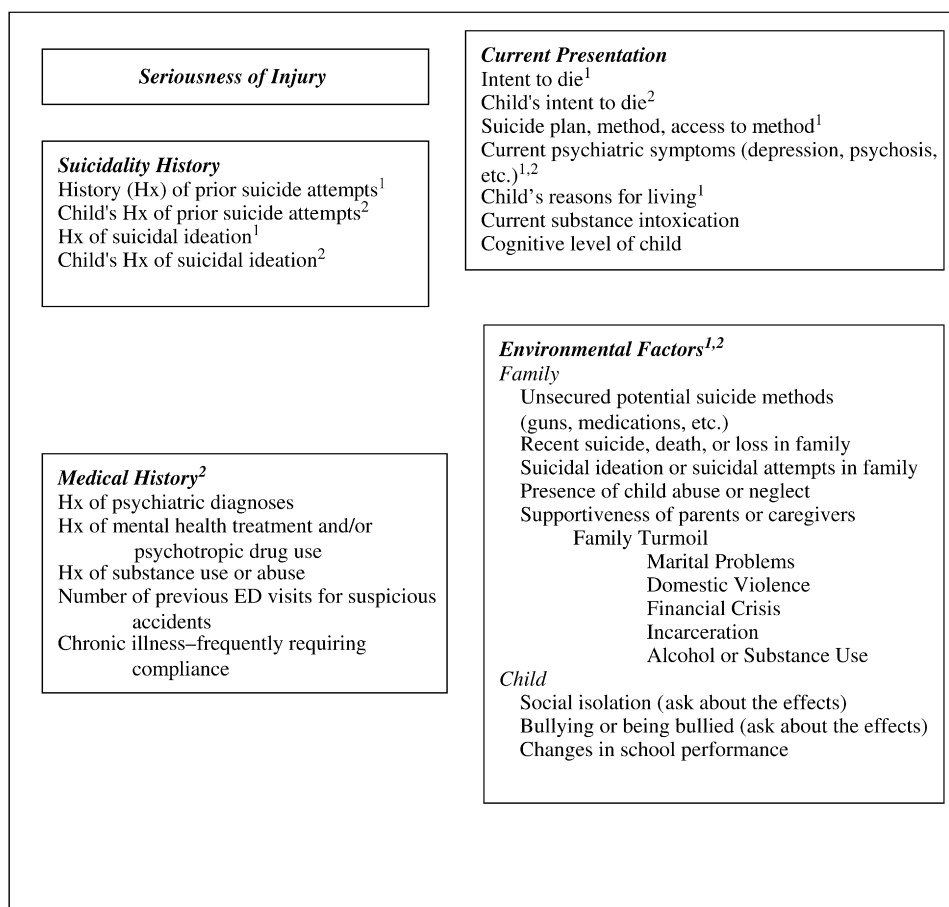 Seriousness of Injury
Suicidality History
History (Hx) of prior suicide attempts¹
Child's Hx of prior suicide attempts²
Hx of suicidal ideation¹
Child's Hx of suicidal ideation²
Medical History²
Hx of psychiatric diagnoses
Hx of mental health treatment and/or
psychotropic drug use
Hx of substance use or abuse
Number of previous ED visits for suspicious
accidents
Chronic illness–frequently requiring
compliance
Current Presentation
Intent to die¹
Child's intent to die²
Suicide plan, method, access to method¹
Current psychiatric symptoms (depression, psychosis,
etc.)¹,²
Child’s reasons for living¹
Current substance intoxication
Cognitive level of child
Environmental Factors¹,²
Family
Unsecured potential suicide methods
(guns, medications, etc.)
Recent suicide, death, or loss in family
Suicidal ideation or suicidal attempts in family
Presence of child abuse or neglect
Supportiveness of parents or caregivers
Family Turmoil
Marital Problems
Domestic Violence
Financial Crisis
Incarceration
Alcohol or Substance Use
Child
Social isolation (ask about the effects)
Bullying or being bullied (ask about the effects)
Changes in school performance